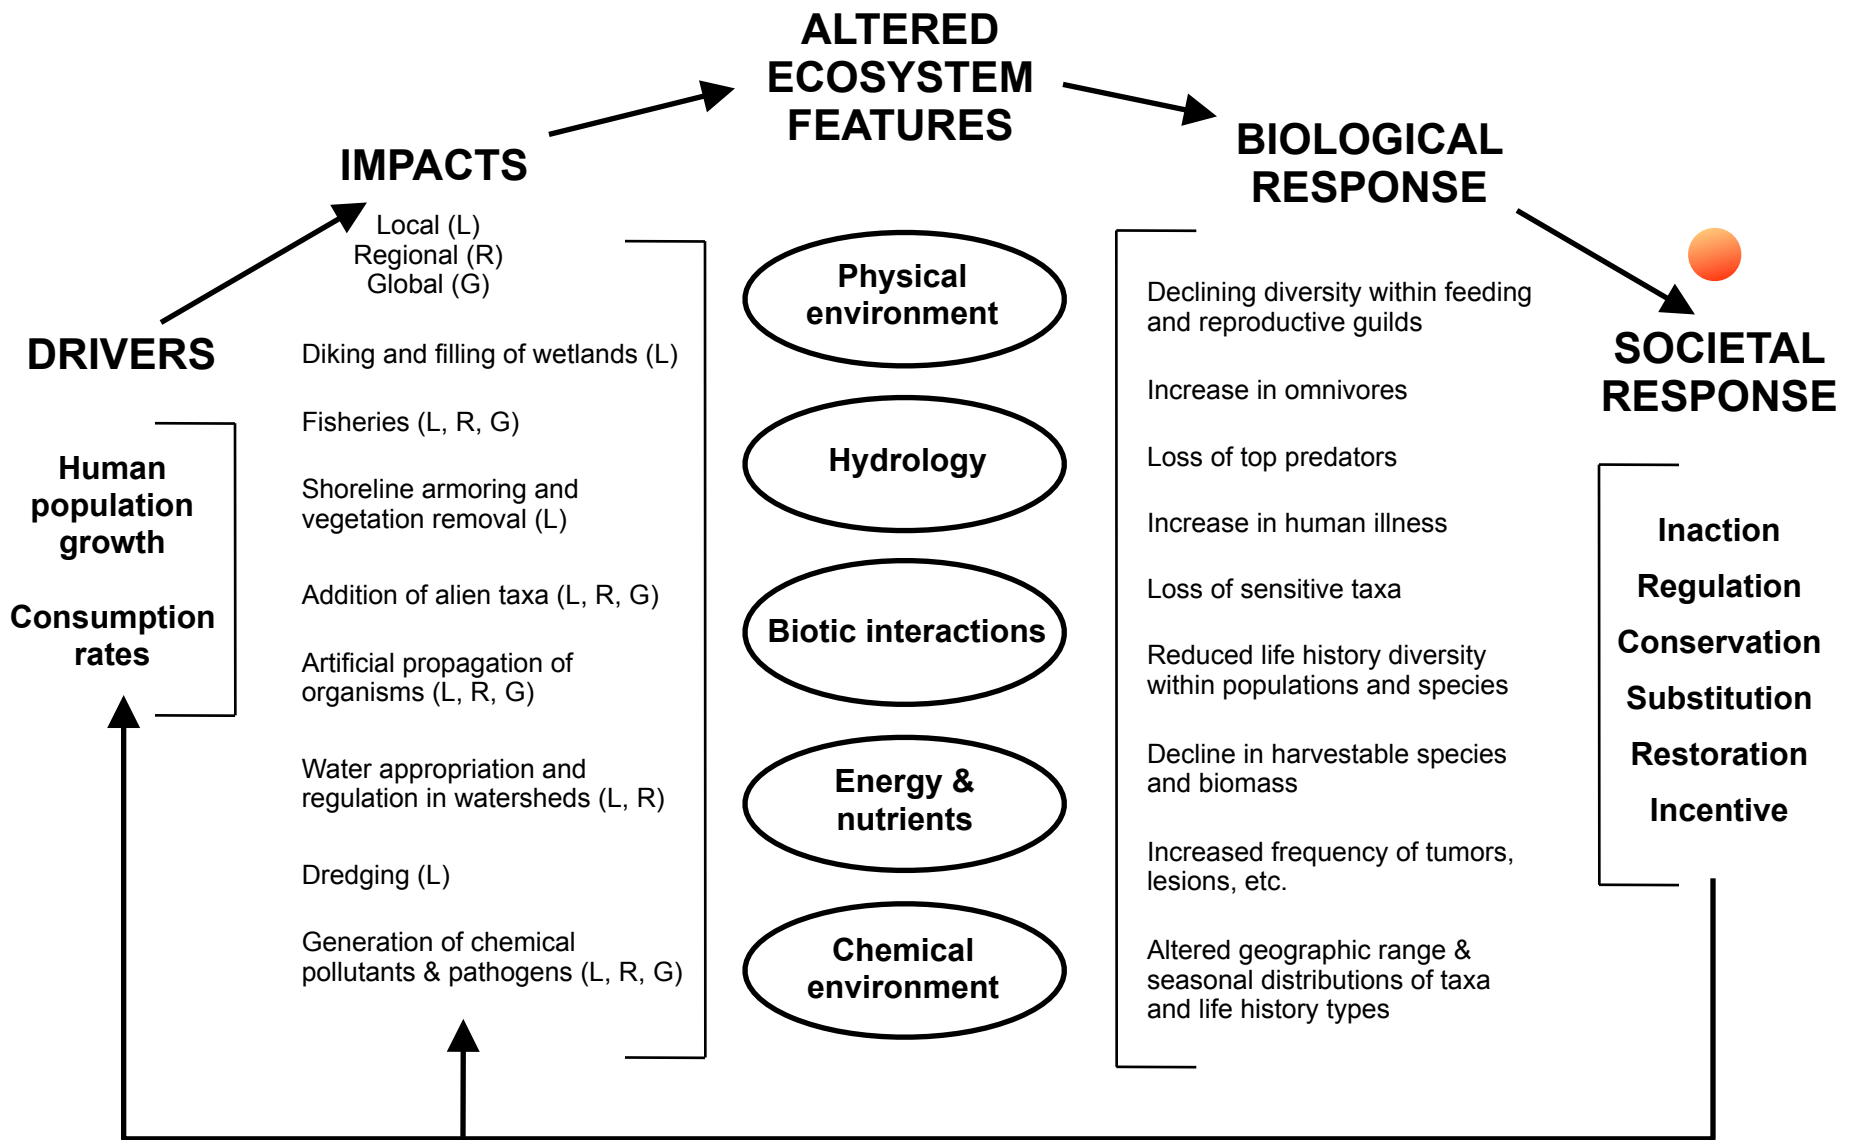 DRIVERS
Human
population
growth
Consumption
rates
IMPACTS
Local (L)
Regional (R)
Global (G)
Diking and filling of wetlands (L)
Fisheries (L, R, G)
Shoreline armoring and
vegetation removal (L)
Addition of alien taxa (L, R, G)
Artificial propagation of
organisms (L, R, G)
Water appropriation and
regulation in watersheds (L, R)
Dredging (L)
Generation of chemical
pollutants & pathogens (L, R, G)
ALTERED
ECOSYSTEM
FEATURES
Physical
environment
Hydrology
Biotic interactions
Energy &
nutrients
Chemical
environment
BIOLOGICAL
RESPONSE
Declining diversity within feeding
and reproductive guilds
Increase in omnivores
Loss of top predators
Increase in human illness
Loss of sensitive taxa
Reduced life history diversity
within populations and species
Decline in harvestable species
and biomass
Increased frequency of tumors,
lesions, etc.
Altered geographic range &
seasonal distributions of taxa
and life history types
SOCIETAL
RESPONSE
Inaction
Regulation
Conservation
Substitution
Restoration
Incentive